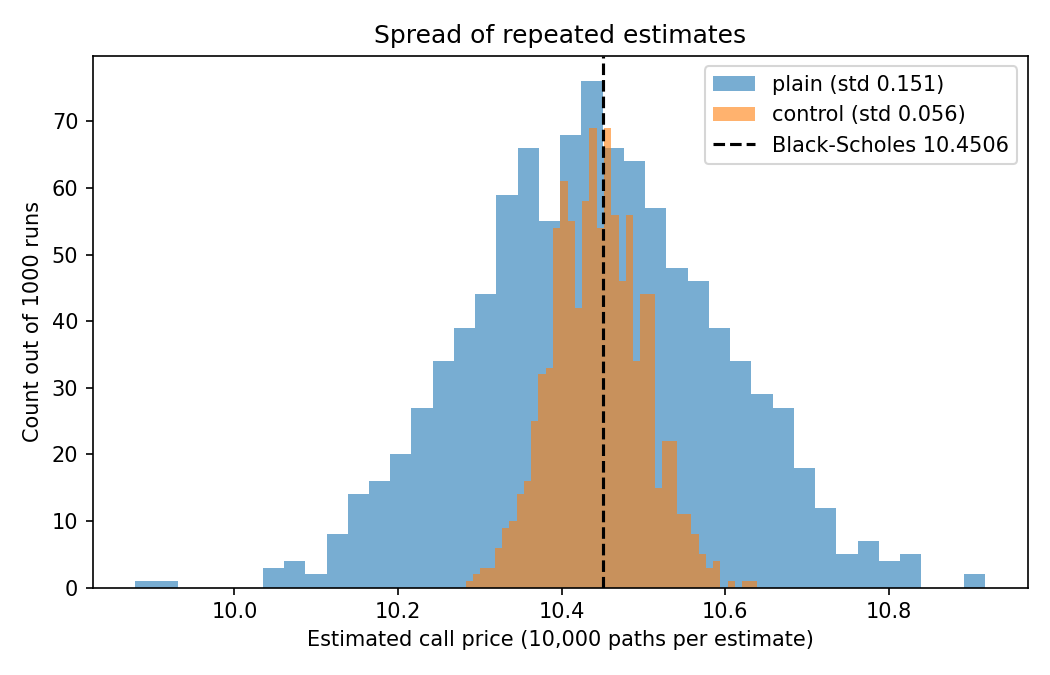 Spread of repeated estimates
plain (std 0.151)
control (std 0.056)
Black-Scholes 10.4506
Count out of 1000 runs
70
60
50
40
30
20
10
0
10.0 10.2 10.4 10.6 10.8
Estimated call price (10,000 paths per estimate)